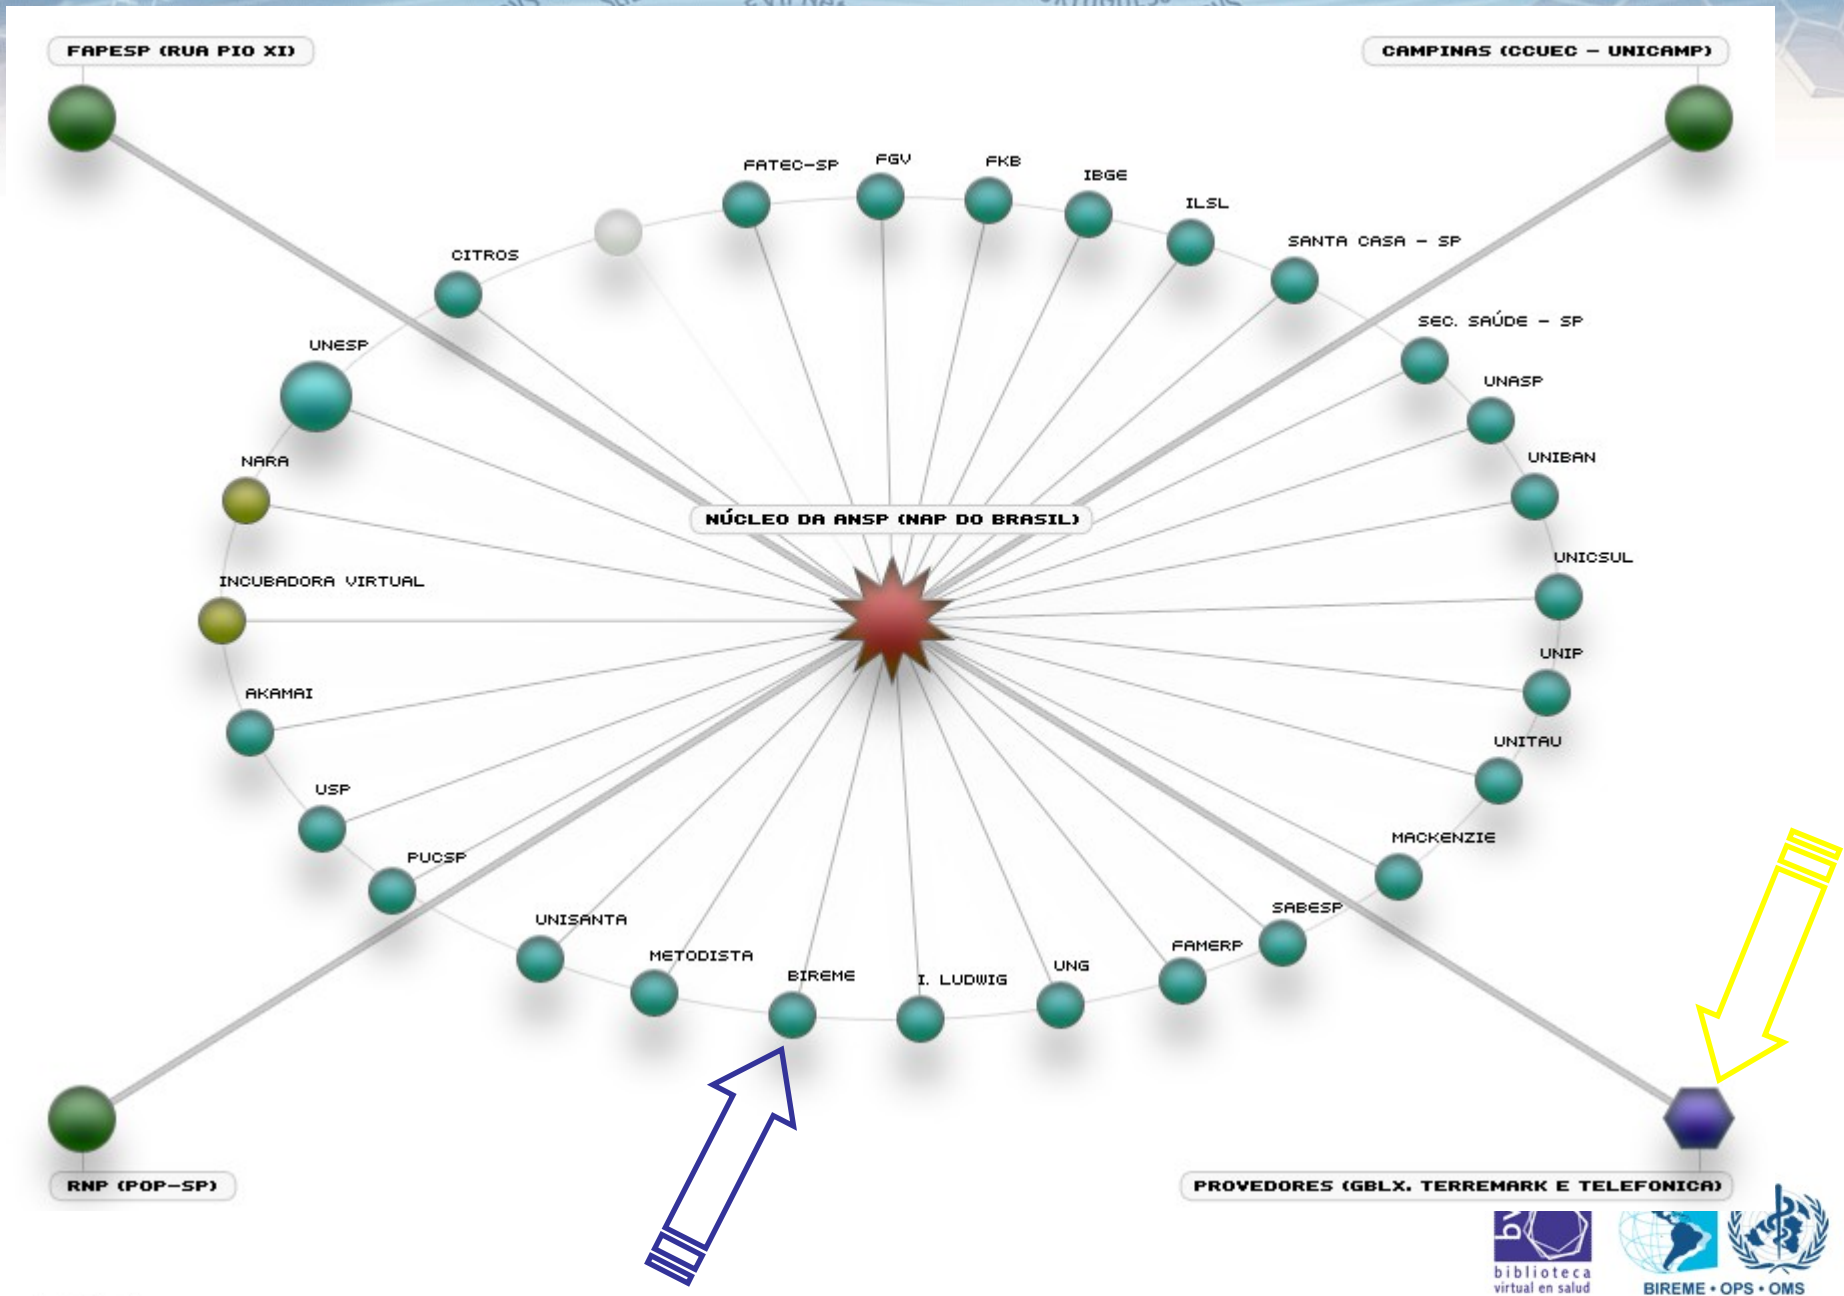 FAPESP (RUA PIO XI)
CAMPINAS (CCUEC – UNICAMP)
FATEC-SP
FGV
FKB
IBGE
ILSL
SANTA CASA – SP
CITROS
SEC. SAÚDE – SP
UNESP
UNASP
NARA
UNIBAN
NÚCLEO DA ANSP (NAP DO BRASIL)
INCUBADORA VIRTUAL
UNICSUL
UNIP
AKAMAI
UNITAU
USP
MACKENZIE
PUCSP
SABESP
UNISANTA
FAMERP
METODISTA
UNG
BIREME
I. LUDWIG
RNP (POP-SP)
PROVEDORES (GBLX. TERREMARK E TELEFONICA)
bv
biblioteca
virtual en salud
BIREME • OPS • OMS